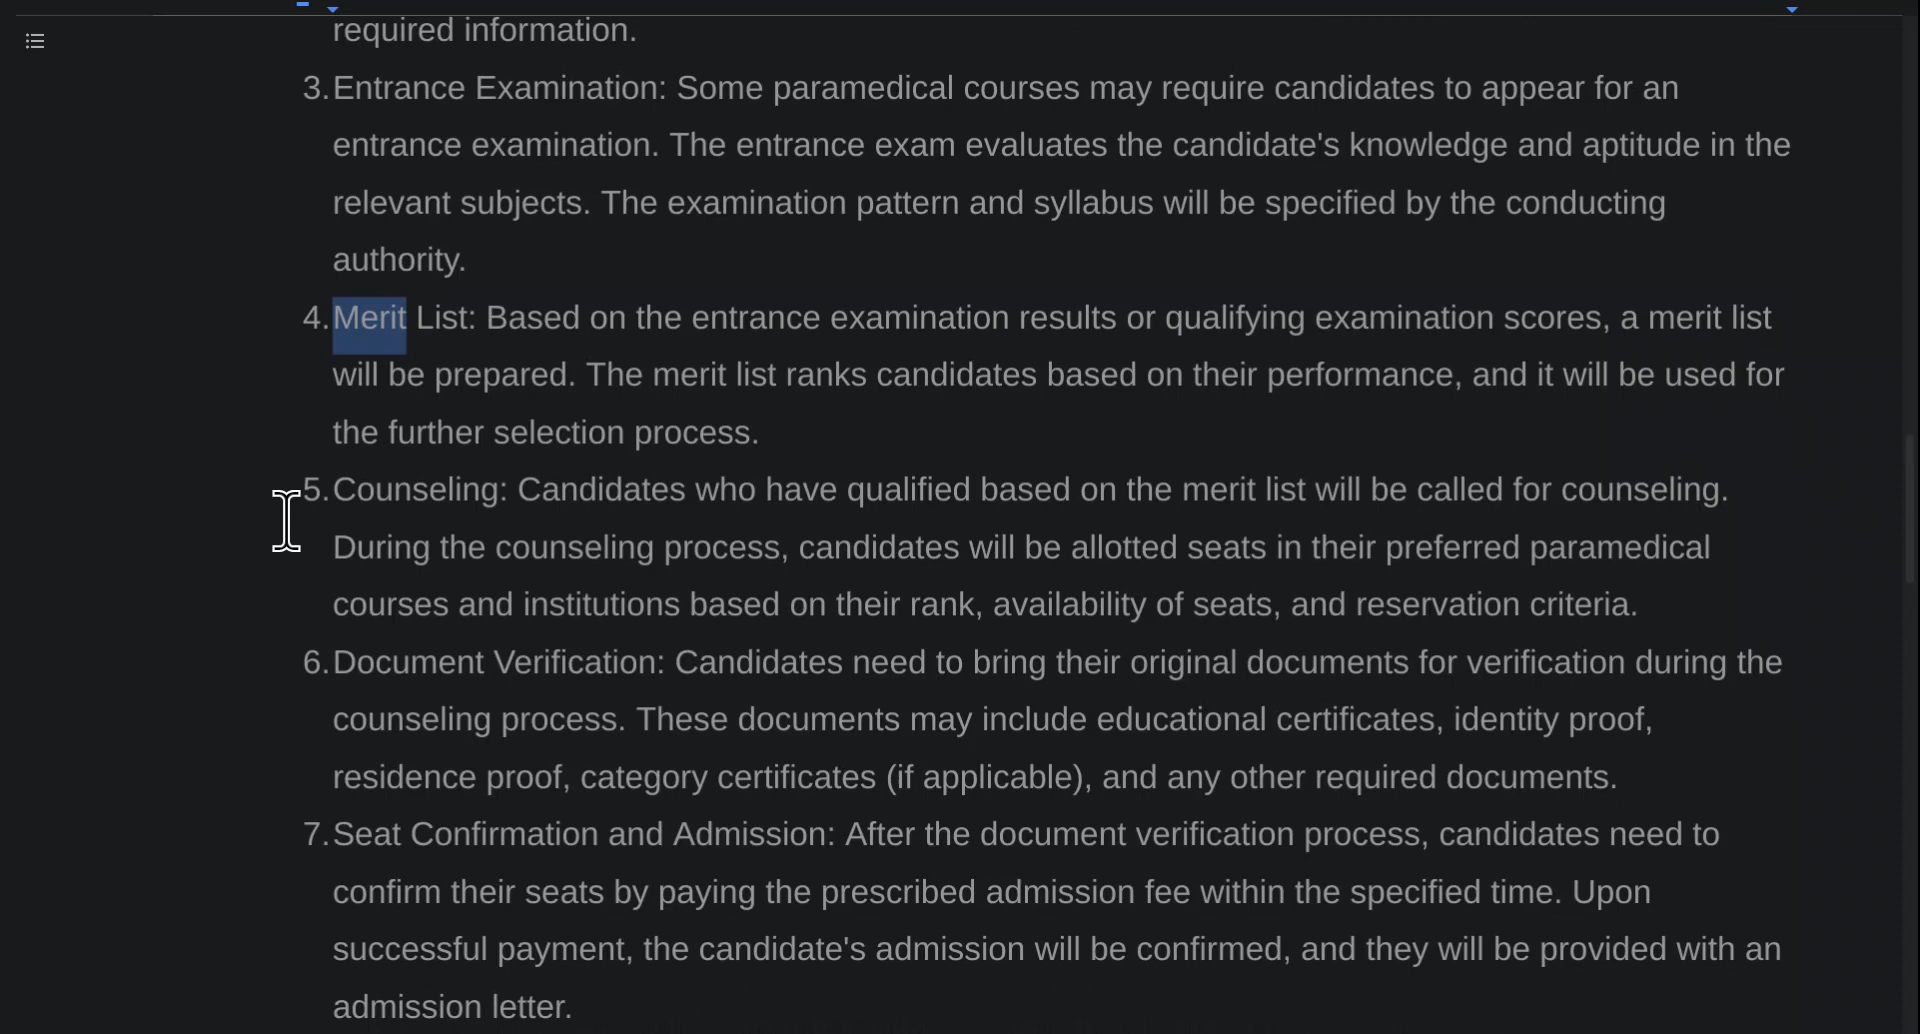 required information.
3. Entrance Examination: Some paramedical courses may require candidates to appear for an
entrance examination. The entrance exam evaluates the candidate's knowledge and aptitude in the
relevant subjects. The examination pattern and syllabus will be specified by the conducting
authority.
4. Merit List: Based on the entrance examination results or qualifying examination scores, a merit list
will be prepared. The merit list ranks candidates based on their performance, and it will be used for
the further selection process.
5. Counseling: Candidates who have qualified based on the merit list will be called for counseling.
During the counseling process, candidates will be allotted seats in their preferred paramedical
courses and institutions based on their rank, availability of seats, and reservation criteria.
6. Document Verification: Candidates need to bring their original documents for verification during the
counseling process. These documents may include educational certificates, identity proof,
residence proof, category certificates (if applicable), and any other required documents.
7. Seat Confirmation and Admission: After the document verification process, candidates need to
confirm their seats by paying the prescribed admission fee within the specified time. Upon
successful payment, the candidate's admission will be confirmed, and they will be provided with an
admission letter.